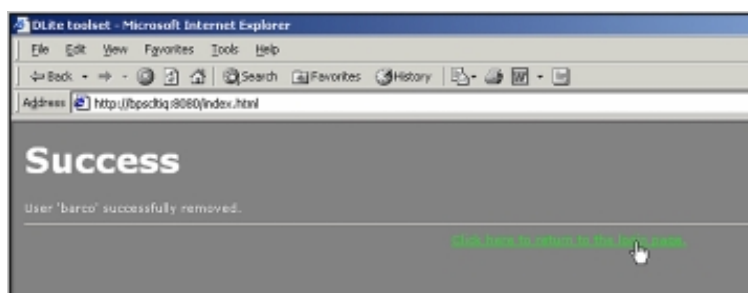 DLite toolset - Microsoft Internet Explorer
File Edit View Favorites Tools Help
Back Search Favorites History
Address http://bpscltiq:8080/index.html
Success
User 'barco' successfully removed.
Click here to return to the login page.